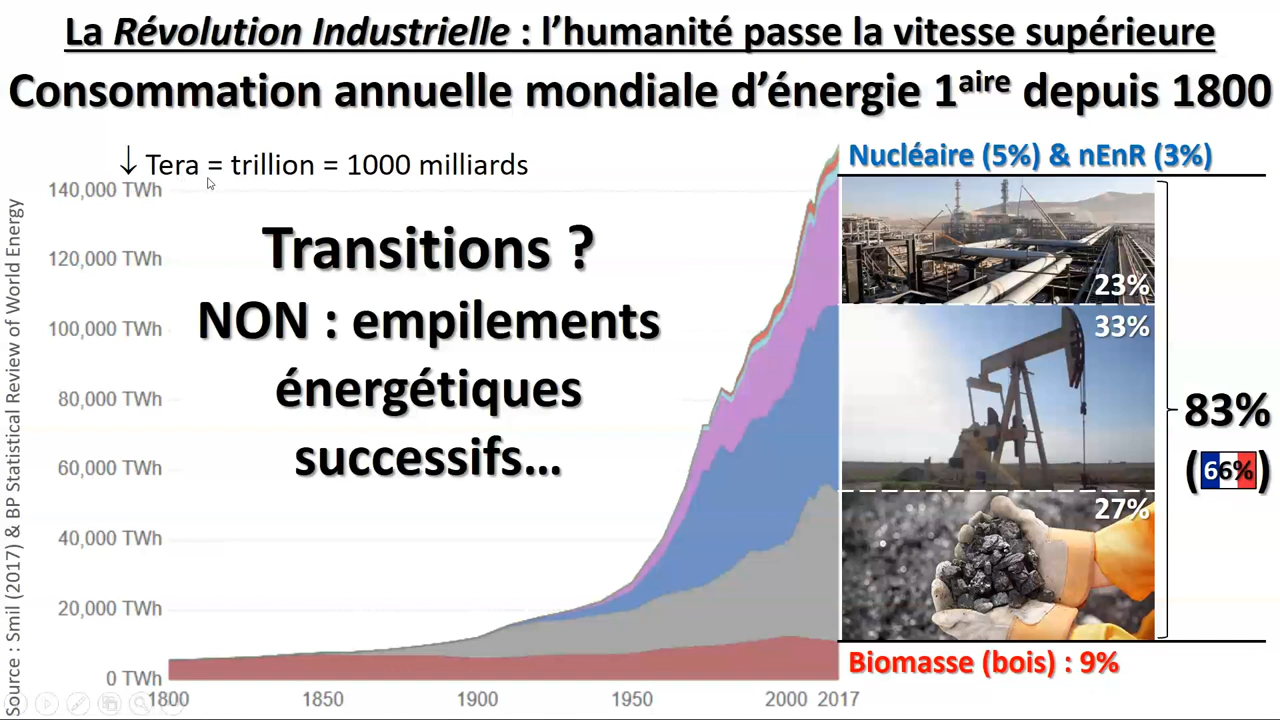 La Révolution Industrielle : l’humanité passe la vitesse supérieure
Consommation annuelle mondiale d’énergie 1aire depuis 1800
↓ Tera = trillion = 1000 milliards
Nucléaire (5%) & nEnR (3%)
140,000 TWh
120,000 TWh
100,000 TWh
80,000 TWh
60,000 TWh
40,000 TWh
20,000 TWh
0 TWh
Transitions ?
NON : empilements
énergétiques
successifs...
23%
33%
27%
83%
(66%)
Biomasse (bois) : 9%
1800 1850 1900 1950 2000 2017
Source : Smil (2017) & BP Statistical Review of World Energy